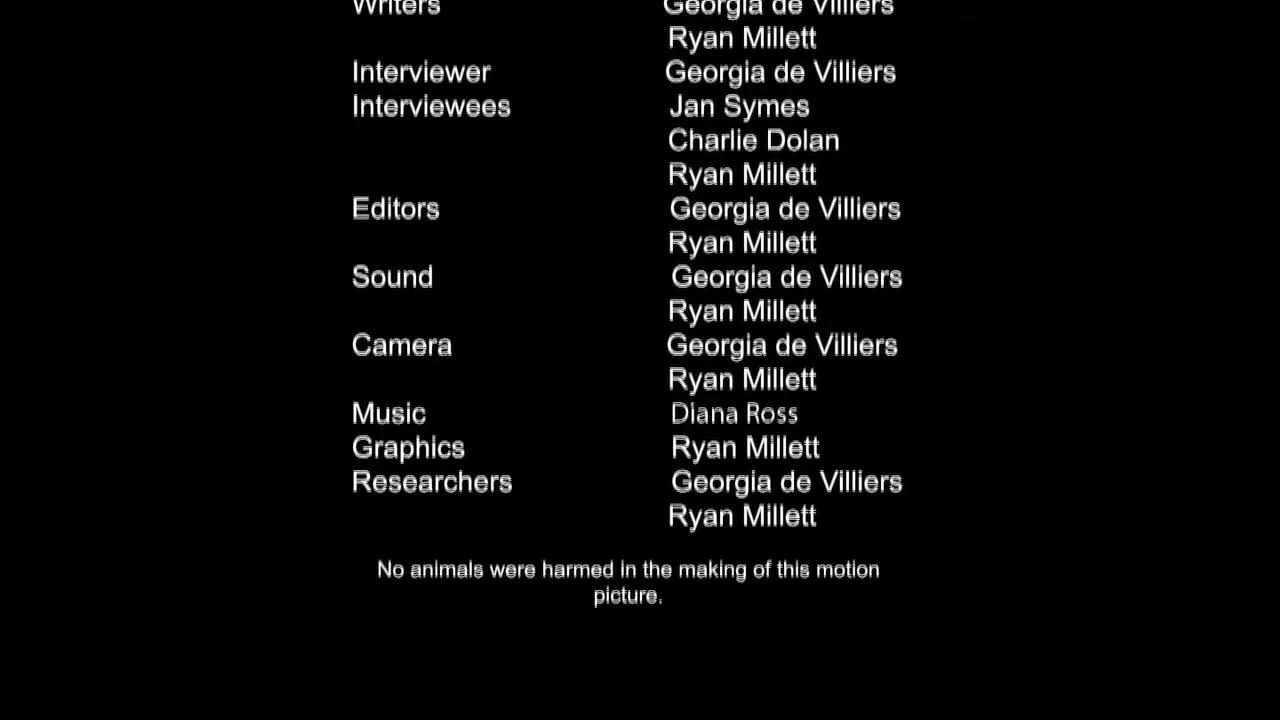 Writers Georgia de Villiers
Ryan Millett
Interviewer Georgia de Villiers
Interviewees Jan Symes
Charlie Dolan
Ryan Millett
Editors Georgia de Villiers
Ryan Millett
Sound Georgia de Villiers
Ryan Millett
Camera Georgia de Villiers
Ryan Millett
Music Diana Ross
Graphics Ryan Millett
Researchers Georgia de Villiers
Ryan Millett
No animals were harmed in the making of this motion
picture.